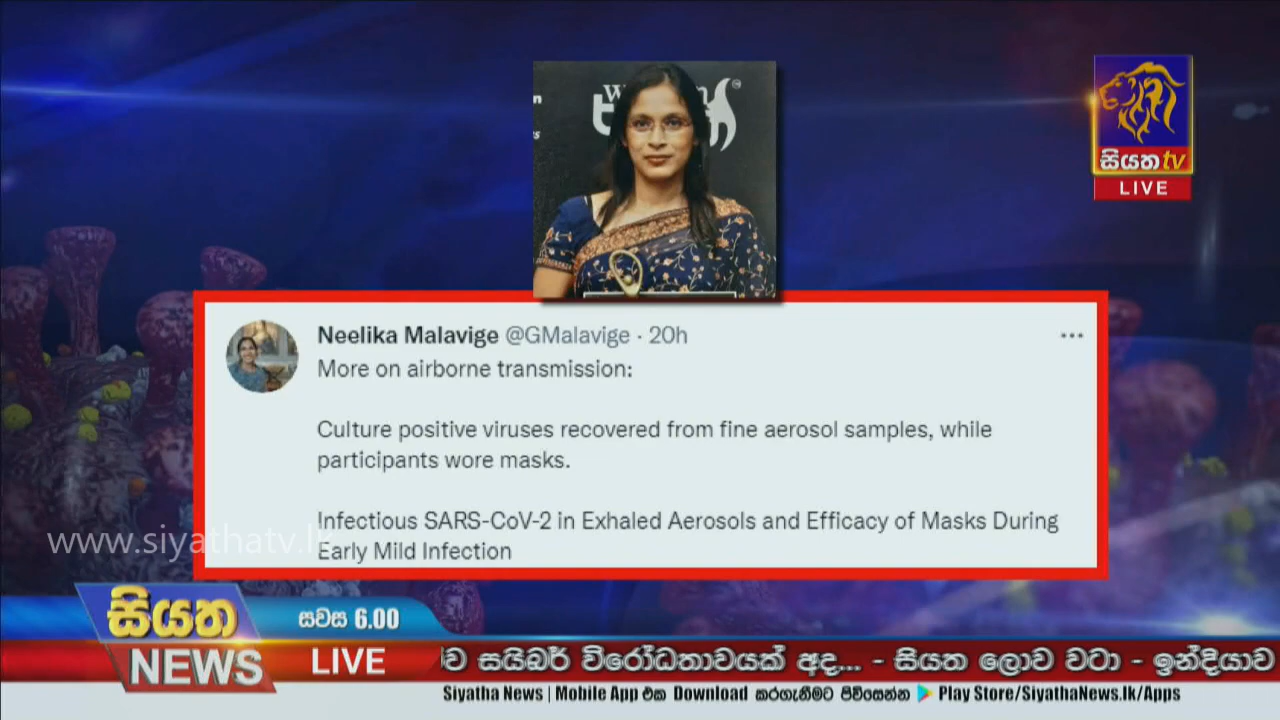 සියත tv
LIVE
Neelika Malavige @GMalavige · 20h
More on airborne transmission:
Culture positive viruses recovered from fine aerosol samples, while
participants wore masks.
Infectious SARS-CoV-2 in Exhaled Aerosols and Efficacy of Masks During
Early Mild Infection
www.siyathatv.lk
සියත
NEWS
සවස 6.00
LIVE
සයිබර් විරෝධතාවයක් අද... - සියත ලොව වටා - ඉන්දියාව
Siyatha News | Mobile App එක Download කරගැනීමට පිවිසෙන්න Play Store/SiyathaNews.lk/Apps